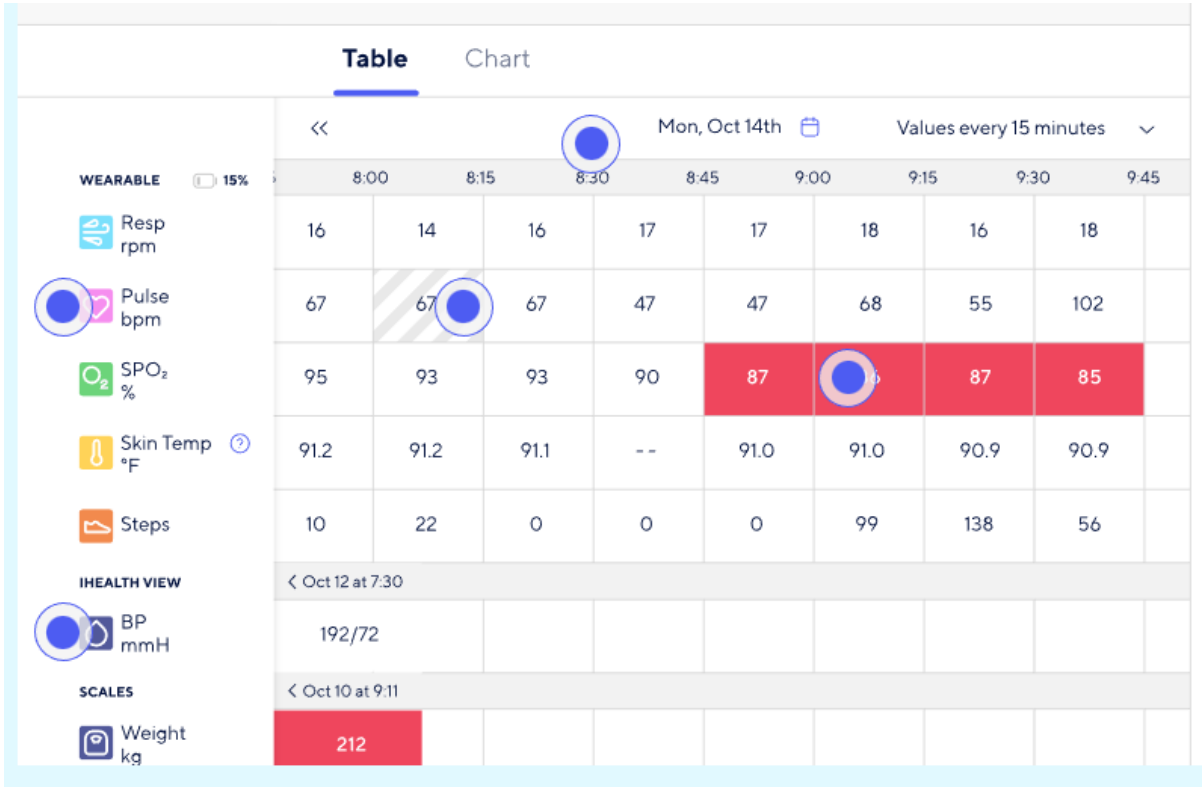 Table Chart
Mon, Oct 14th Values every 15 minutes
WEARABLE 15% 8:00 8:15 8:30 8:45 9:00 9:15 9:30 9:45
Resp
rpm 16 14 16 17 17 18 16 18
Pulse
bpm 67 67 67 47 47 68 55 102
SPO₂
% 95 93 93 90 87 87 85
Skin Temp ?
°F 91.2 91.2 91.1 -- 91.0 91.0 90.9 90.9
Steps 10 22 0 0 0 99 138 56
IHEALTH VIEW < Oct 12 at 7:30
BP
mmH 192/72
SCALES < Oct 10 at 9:11
Weight
kg 212